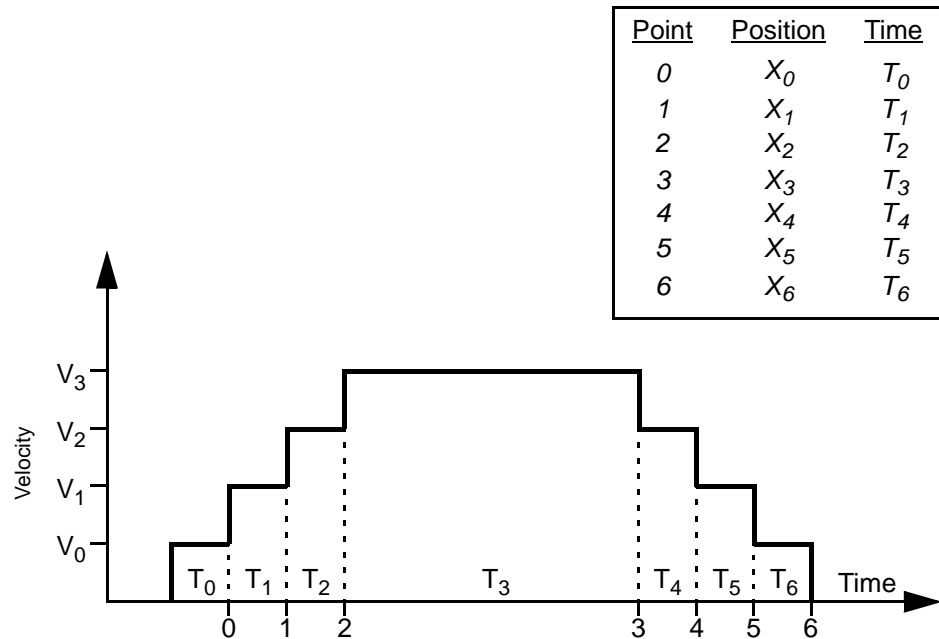 Point Position Time
0 X0 T0
1 X1 T1
2 X2 T2
3 X3 T3
4 X4 T4
5 X5 T5
6 X6 T6
Velocity
V3
V2
V1
V0
T0 T1 T2 T3 T4 T5 T6 Time
0 1 2 3 4 5 6